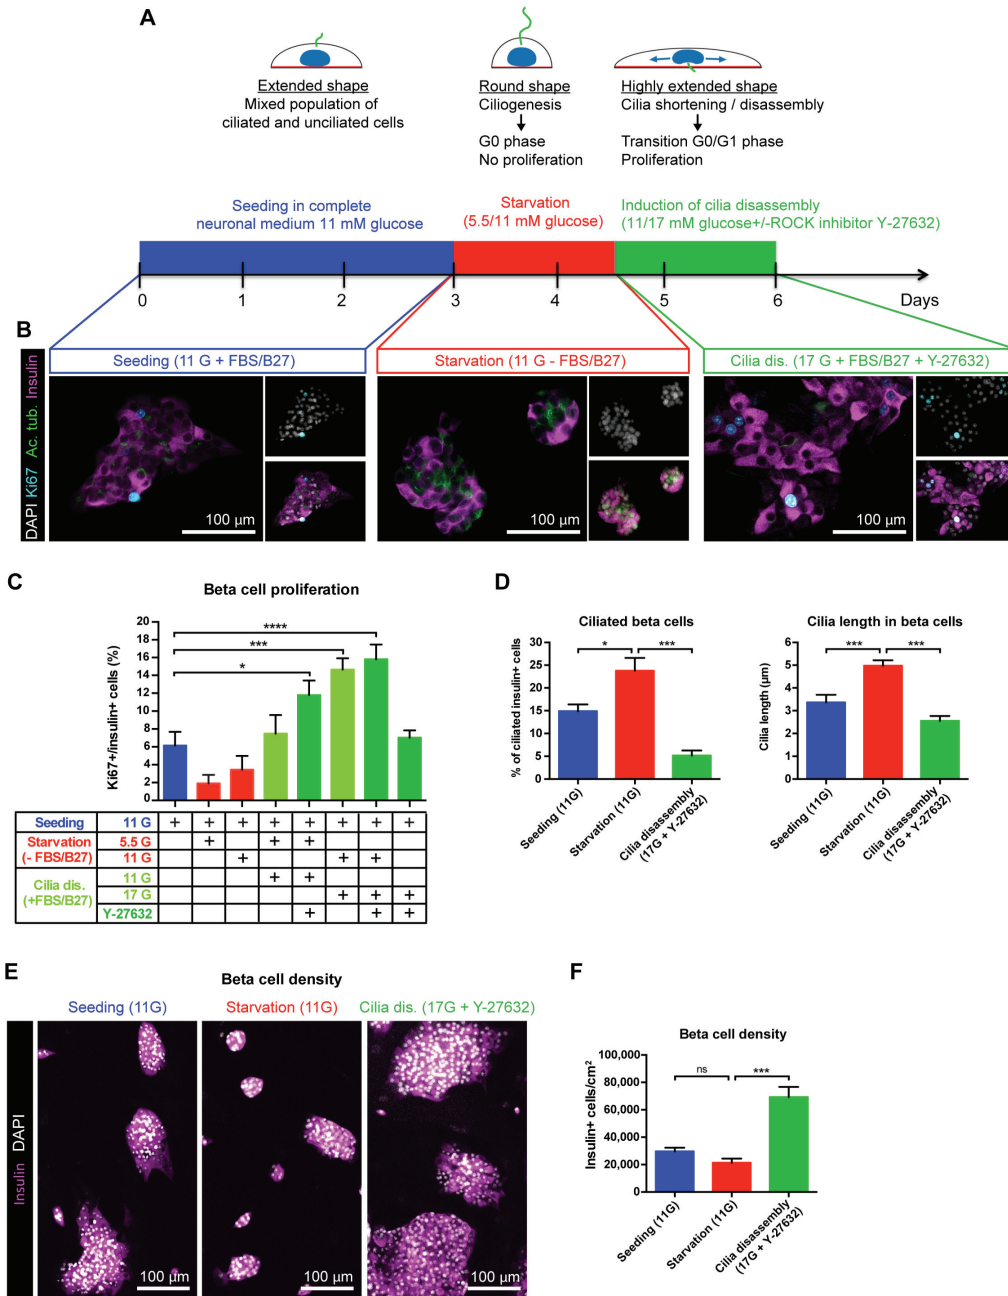 A
Extended shape
Mixed population of
ciliated and unciliated cells
Round shape
Ciliogenesis
G0 phase
No proliferation
Highly extended shape
Cilia shortening / disassembly
Transition G0/G1 phase
Proliferation
Seeding in complete
neuronal medium 11 mM glucose
Starvation
(5.5/11 mM glucose)
Induction of cilia disassembly
(11/17 mM glucose+/-ROCK inhibitor Y-27632)
0 1 2 3 4 5 6 Days
B
DAPI Ki67 Ac. tub. Insulin
Seeding (11 G + FBS/B27)
100 µm
Starvation (11 G - FBS/B27)
100 µm
Cilia dis. (17 G + FBS/B27 + Y-27632)
100 µm
C
Beta cell proliferation
Ki67+/insulin+ cells (%)
20
18
16
14
12
10
8
6
4
2
0
****
***
*
Seeding 11 G + + + + + + + +
Starvation 5.5 G + + +
(- FBS/B27) 11 G + + +
Cilia dis. 11 G + +
(+FBS/B27) 17 G + + +
Y-27632 + + +
D
Ciliated beta cells
% of ciliated insulin+ cells
30
25
20
15
10
5
0
* ***
Seeding (11G)
Starvation (11G)
Cilia disassembly
(17G + Y-27632)
Cilia length in beta cells
Cilia length (µm)
6
5
4
3
2
1
0
*** ***
Seeding (11G)
Starvation (11G)
Cilia disassembly
(17G + Y-27632)
E
Beta cell density
Seeding (11G) Starvation (11G) Cilia dis. (17G + Y-27632)
Insulin DAPI
100 µm 100 µm 100 µm
F
Beta cell density
Insulin+ cells/cm2
100,000
80,000
60,000
40,000
20,000
0
ns ***
Seeding (11G)
Starvation (11G)
Cilia disassembly
(17G + Y-27632)